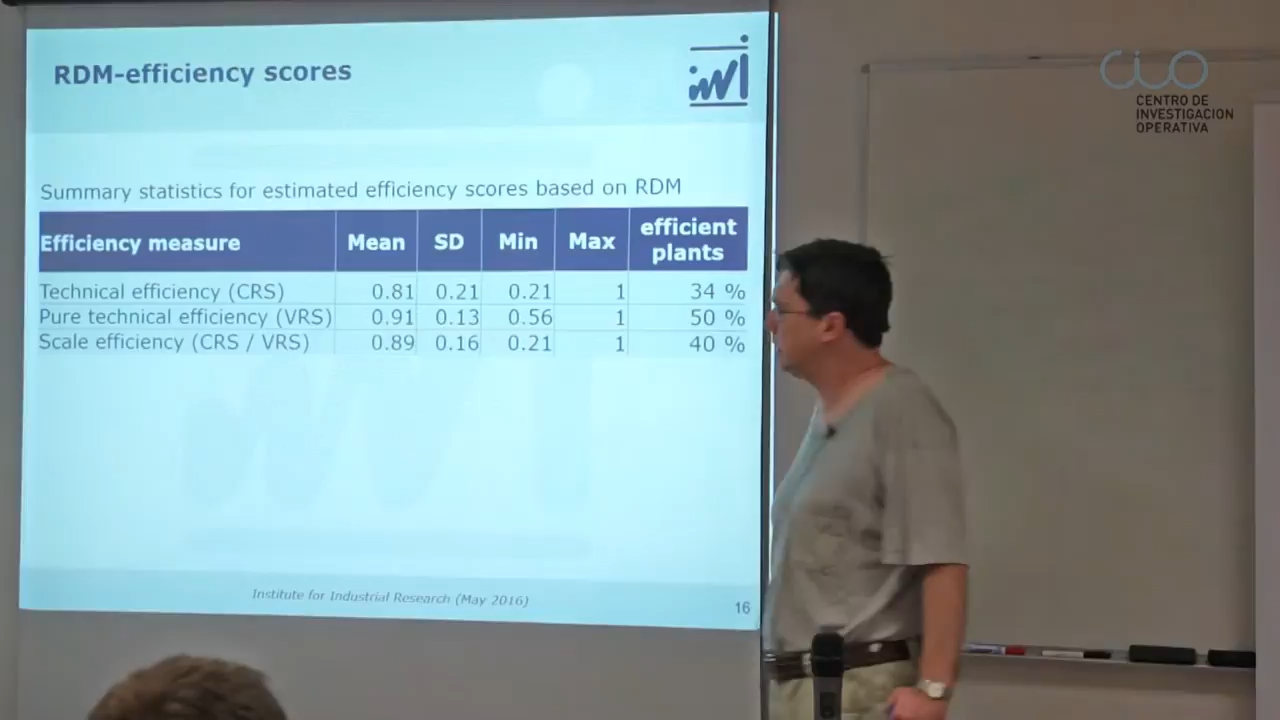 RDM-efficiency scores
iwi
CIO
CENTRO DE
INVESTIGACION
OPERATIVA
Summary statistics for estimated efficiency scores based on RDM
Efficiency measure Mean SD Min Max efficient plants
Technical efficiency (CRS) 0.81 0.21 0.21 1 34 %
Pure technical efficiency (VRS) 0.91 0.13 0.56 1 50 %
Scale efficiency (CRS / VRS) 0.89 0.16 0.21 1 40 %
Institute for Industrial Research (May 2016)
16